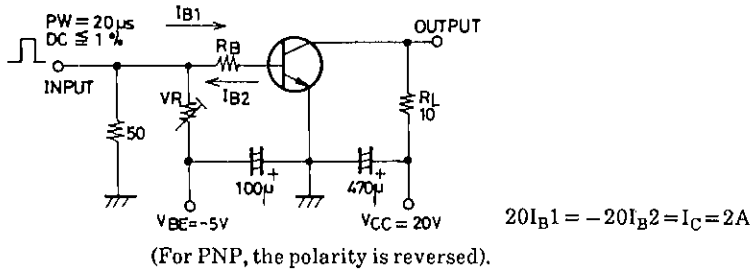 PW=20μs
DC≦1%
IB1
OUTPUT
RB
INPUT
IB2
VR
50
RL
10
+
100μ
+
470μ
VBE=-5V
VCC=20V
20IB1=-20IB2=IC=2A
(For PNP, the polarity is reversed).